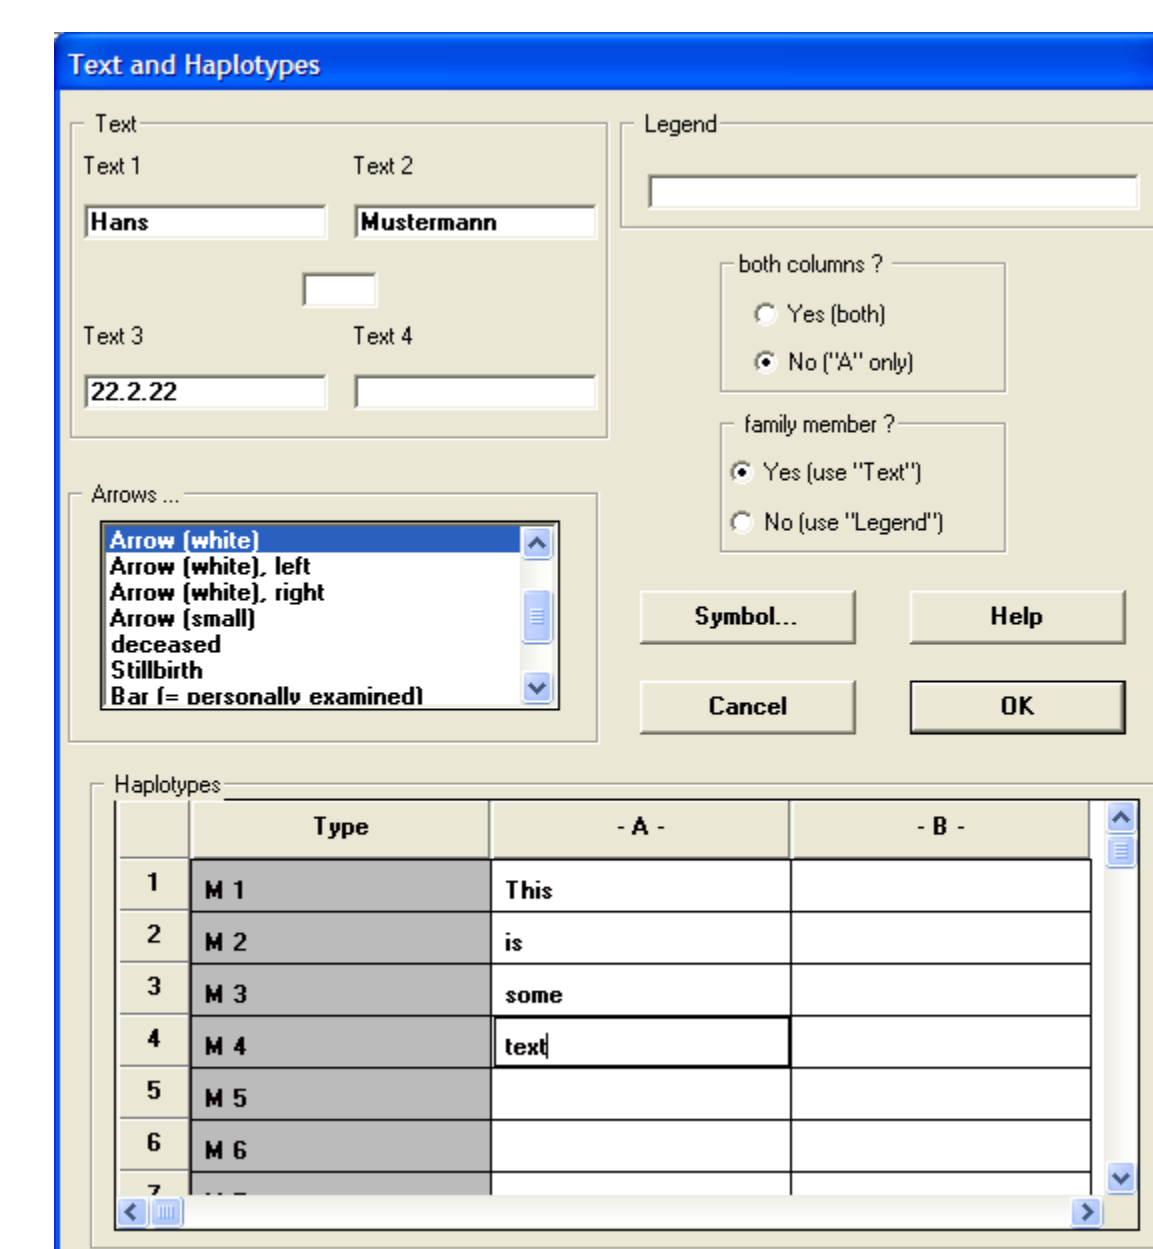 Text and Haplotypes
Text
Text 1 Text 2
Hans Mustermann
Text 3 Text 4
22.2.22
Legend
both columns ?
Yes (both)
No ("A" only)
family member ?
Yes (use "Text")
No (use "Legend")
Arrows ...
Arrow (white)
Arrow (white), left
Arrow (white), right
Arrow (small)
deceased
Stillbirth
Bar (= personally examined)
Symbol... Help
Cancel OK
Haplotypes
Type - A - - B -
1 M 1 This
2 M 2 is
3 M 3 some
4 M 4 text
5 M 5
6 M 6
7